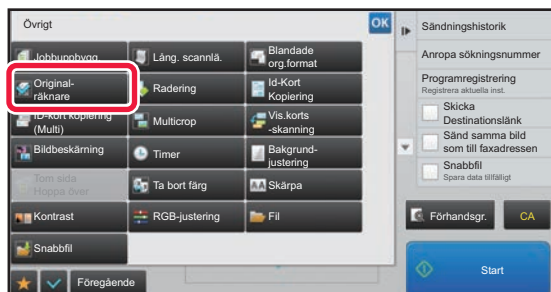 Övrigt
OK
Jobbuppbygg
Lång. scannlä.
Blandade
org.format
Original-
räknare
Radering
Id-Kort
Kopiering
ID-kort kopiering
(Multi)
Multicrop
Vis.korts
-skanning
Bildbeskärning
Timer
Bakgrund-
justering
Tom sida
Hoppa över
Ta bort färg
Skärpa
Kontrast
RGB-justering
Fil
Snabbfil
Föregående
Sändningshistorik
Anropa sökningsnummer
Programregistrering
Registrera aktuella inst.
Skicka
Destinationslänk
Sänd samma bild
som till faxadressen
Snabbfil
Spara data tillfälligt
Förhandsgr.
CA
Start